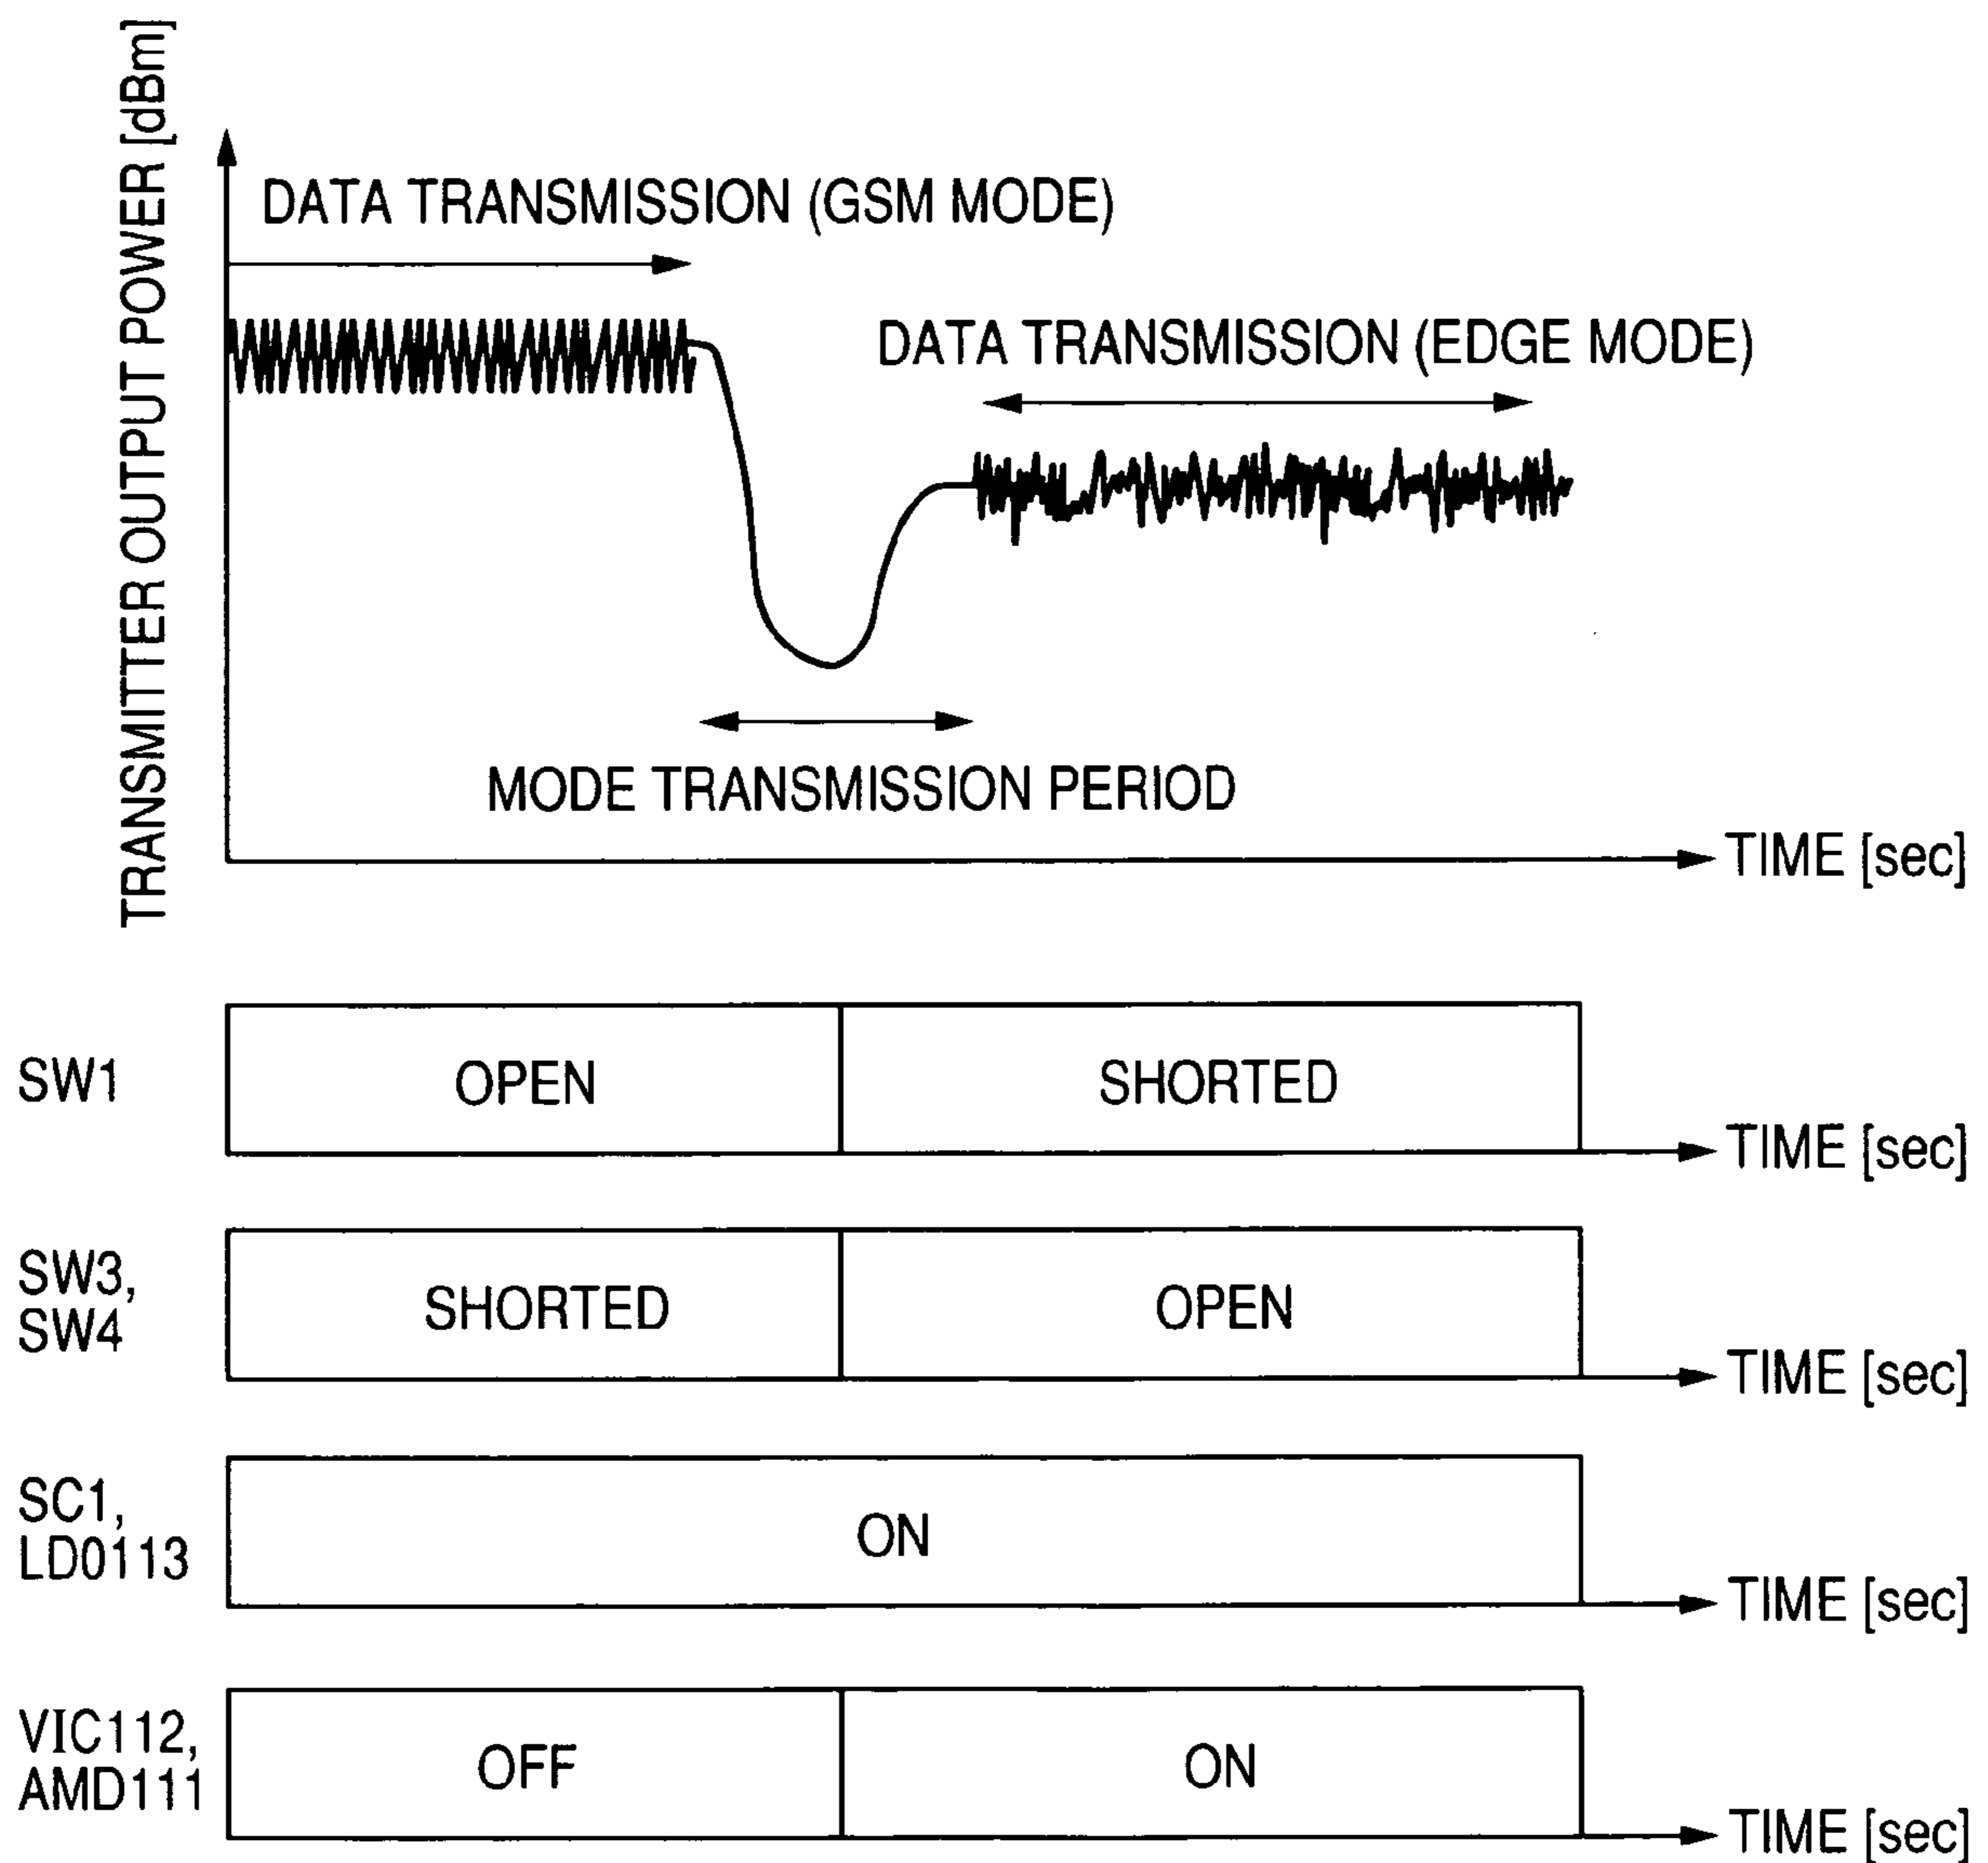 TRANSMITTER OUTPUT POWER [dBm]
DATA TRANSMISSION (GSM MODE)
DATA TRANSMISSION (EDGE MODE)
MODE TRANSMISSION PERIOD
TIME [sec]
SW1
OPEN
SHORTED
TIME [sec]
SW3,
SW4
SHORTED
OPEN
TIME [sec]
SC1,
LD0113
ON
TIME [sec]
VIC112,
AMD111
OFF
ON
TIME [sec]